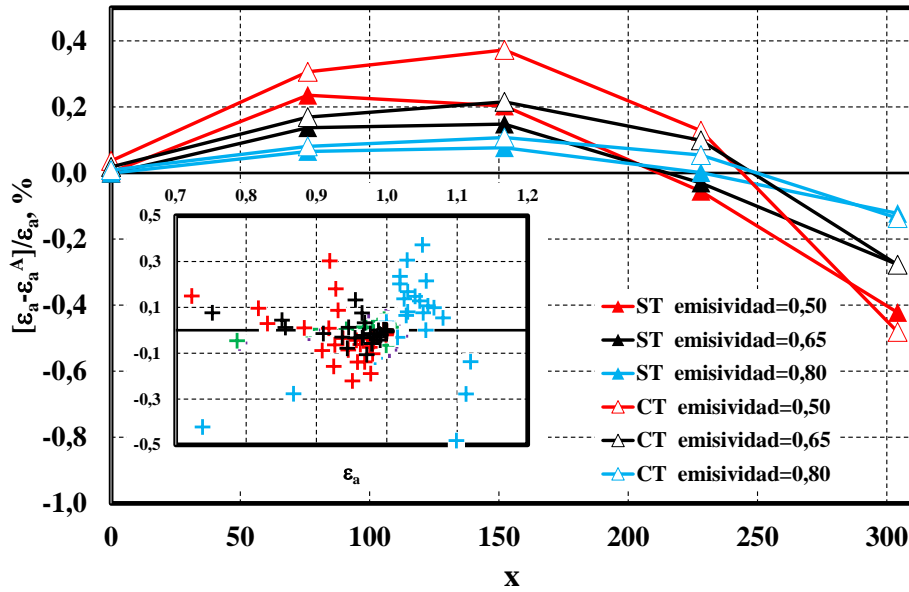 0,4
0,2
0,0
-0,2
-0,4
-0,6
-0,8
-1,0
[εa-εa^A]/εa, %
0,7 0,8 0,9 1,0 1,1 1,2
0,5
0,3
0,1
-0,1
-0,3
-0,5
εa
ST emisividad=0,50
ST emisividad=0,65
ST emisividad=0,80
CT emisividad=0,50
CT emisividad=0,65
CT emisividad=0,80
0 50 100 150 200 250 300
x